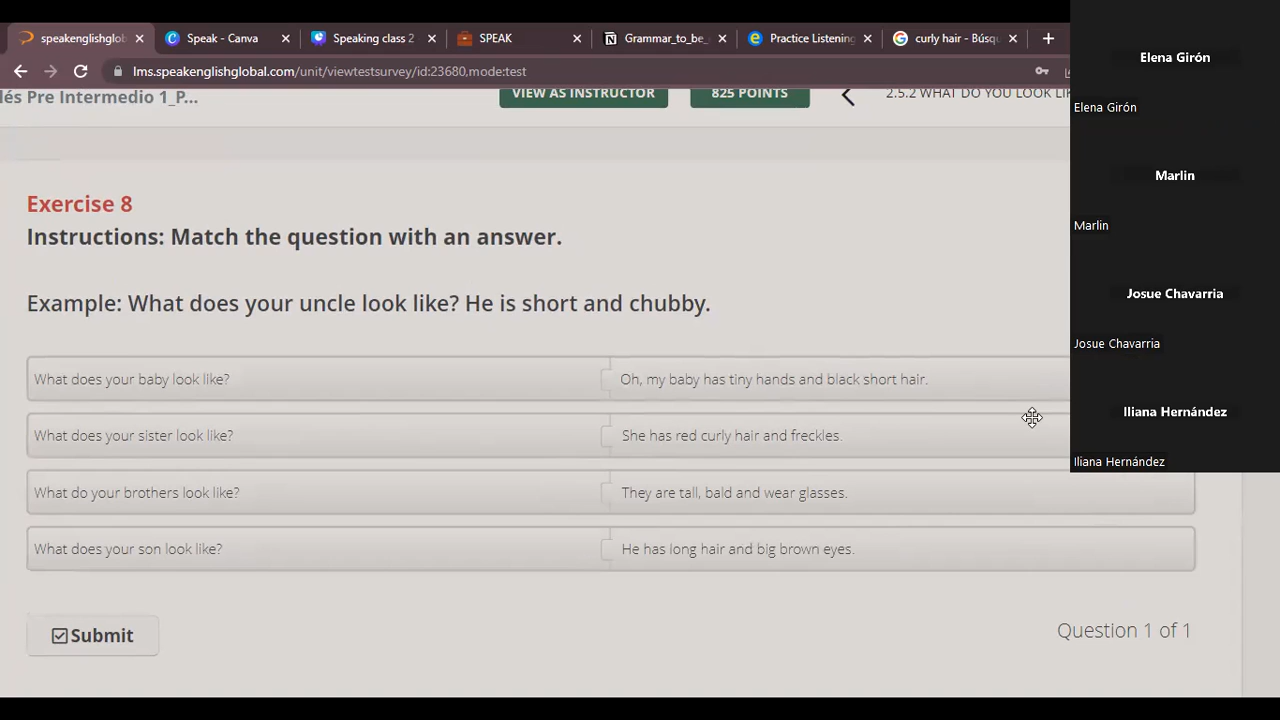 speakenglishglob
Speak - Canva
Speaking class 2
SPEAK
Grammar_to_be_
Practice Listening
curly hair - Búsq
lms.speakenglishglobal.com/unit/viewtestsurvey/id:23680,mode:test
lés Pre Intermedio 1_P...
VIEW AS INSTRUCTOR
825 POINTS
2.5.2 WHAT DO YOU LOOK LIK
Exercise 8
Instructions: Match the question with an answer.
Example: What does your uncle look like? He is short and chubby.
What does your baby look like? Oh, my baby has tiny hands and black short hair.
What does your sister look like? She has red curly hair and freckles.
What do your brothers look like? They are tall, bald and wear glasses.
What does your son look like? He has long hair and big brown eyes.
Submit
Question 1 of 1
Elena Girón
Elena Girón
Marlin
Marlin
Josue Chavarria
Josue Chavarria
Iliana Hernández
Iliana Hernández